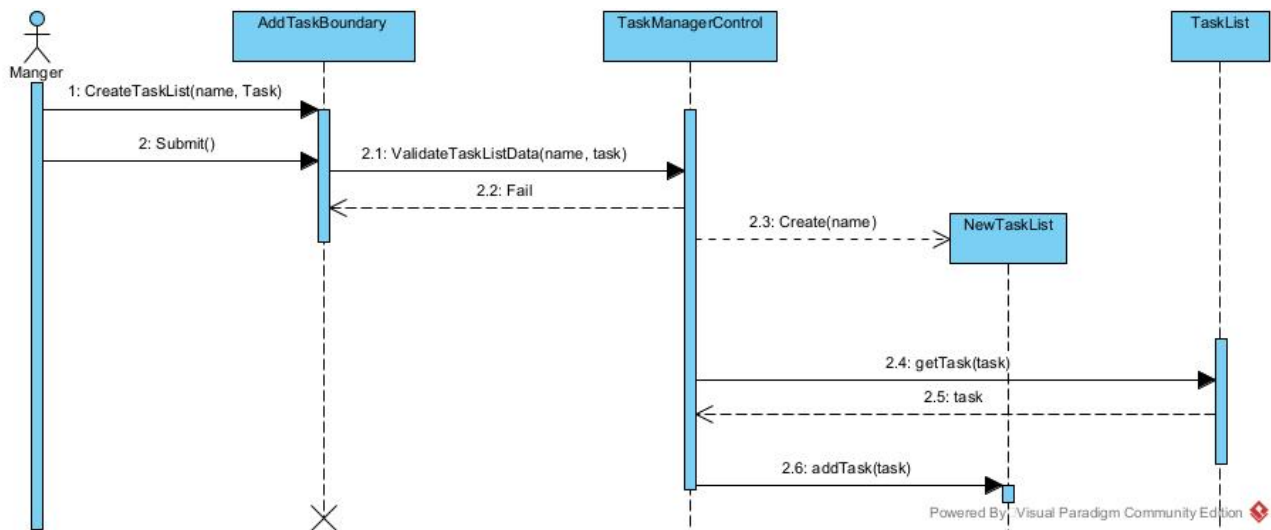 AddTaskBoundary
TaskManagerControl
TaskList
Manger
1: CreateTaskList(name, Task)
2: Submit()
2.1: ValidateTaskListData(name, task)
2.2: Fail
2.3: Create(name)
NewTaskList
2.4: getTask(task)
2.5: task
2.6: addTask(task)
Powered By Visual Paradigm Community Edition